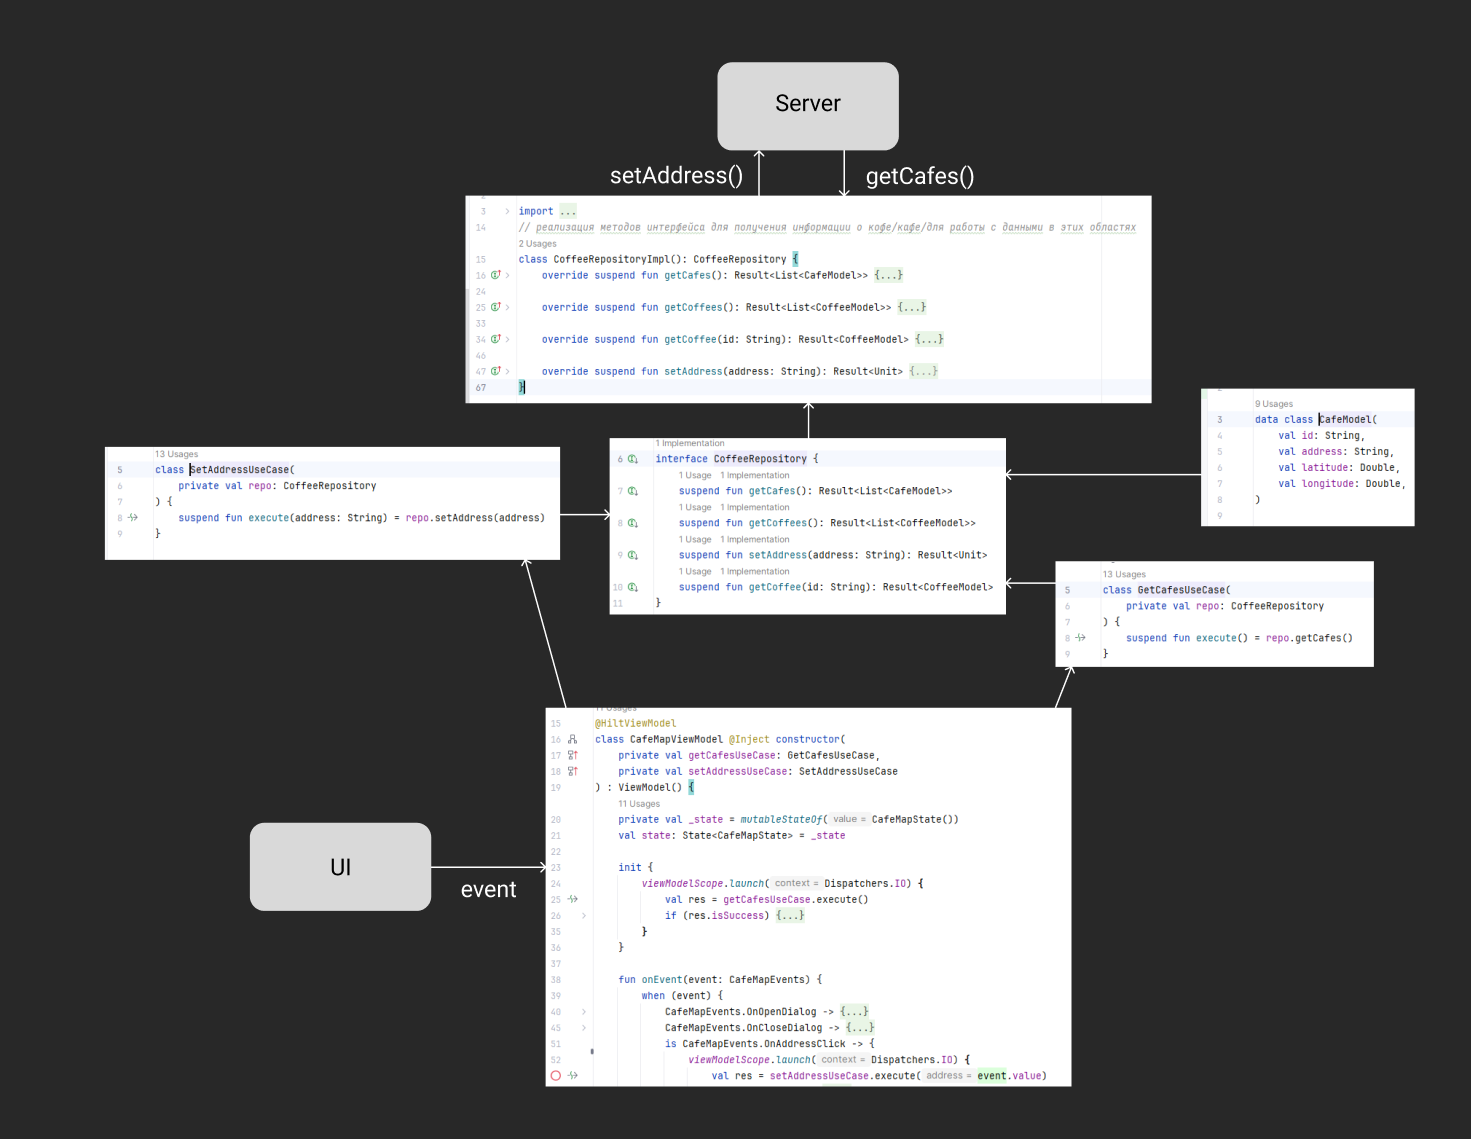 Server
setAddress()
getCafes()
3 import ...
14 // реализация методов интерфейса для получения информации о кофе/кафе/для работы с данными в этих областях
2 Usages
15 class CoffeeRepositoryImpl(): CoffeeRepository {
16 override suspend fun getCafes(): Result<List<CafeModel>> {...}
24
25 override suspend fun getCoffees(): Result<List<CoffeeModel>> {...}
33
34 override suspend fun getCoffee(id: String): Result<CoffeeModel> {...}
46
47 override suspend fun setAddress(address: String): Result<Unit> {...}
67 }
9 Usages
3 data class CafeModel(
4 val id: String,
5 val address: String,
6 val latitude: Double,
7 val longitude: Double,
8 )
9
13 Usages
5 class SetAddressUseCase(
6 private val repo: CoffeeRepository
7 ) {
8 suspend fun execute(address: String) = repo.setAddress(address)
9 }
1 Implementation
6 interface CoffeeRepository {
1 Usage 1 Implementation
7 suspend fun getCafes(): Result<List<CafeModel>>
1 Usage 1 Implementation
8 suspend fun getCoffees(): Result<List<CoffeeModel>>
1 Usage 1 Implementation
9 suspend fun setAddress(address: String): Result<Unit>
1 Usage 1 Implementation
10 suspend fun getCoffee(id: String): Result<CoffeeModel>
11 }
13 Usages
5 class GetCafesUseCase(
6 private val repo: CoffeeRepository
7 ) {
8 suspend fun execute() = repo.getCafes()
9 }
UI
event
11 Usages
15 @HiltViewModel
16 class CafeMapViewModel @Inject constructor(
17 private val getCafesUseCase: GetCafesUseCase,
18 private val setAddressUseCase: SetAddressUseCase
19 ) : ViewModel() {
11 Usages
20 private val _state = mutableStateOf( value = CafeMapState())
21 val state: State<CafeMapState> = _state
22
23 init {
24 viewModelScope.launch( context = Dispatchers.IO) {
25 val res = getCafesUseCase.execute()
26 if (res.isSuccess) {...}
35 }
36 }
37
38 fun onEvent(event: CafeMapEvents) {
39 when (event) {
40 CafeMapEvents.OnOpenDialog -> {...}
45 CafeMapEvents.OnCloseDialog -> {...}
51 is CafeMapEvents.OnAddressClick -> {
52 viewModelScope.launch( context = Dispatchers.IO) {
val res = setAddressUseCase.execute( address = event.value)